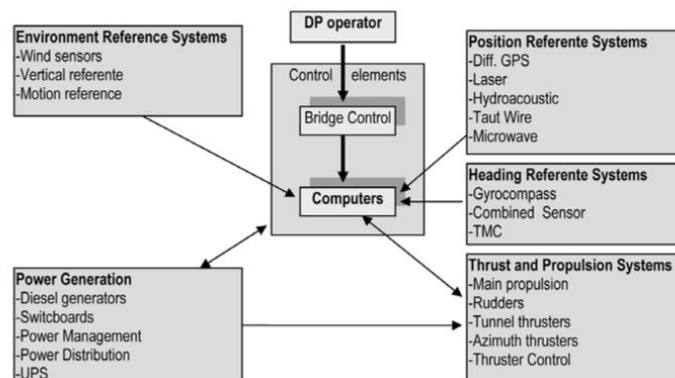 DP operator
Environment Reference Systems
-Wind sensors
-Vertical referente
-Motion reference
Control elements
Bridge Control
Computers
Position Referente Systems
-Diff. GPS
-Laser
-Hydroacoustic
-Taut Wire
-Microwave
Heading Referente Systems
-Gyrocompass
-Combined Sensor
-TMC
Power Generation
-Diesel generators
-Switcboards
-Power Management
-Power Distribution
-UPS
Thrust and Propulsion Systems
-Main propulsion
-Rudders
-Tunnel thrusters
-Azimuth thrusters
-Thruster Control